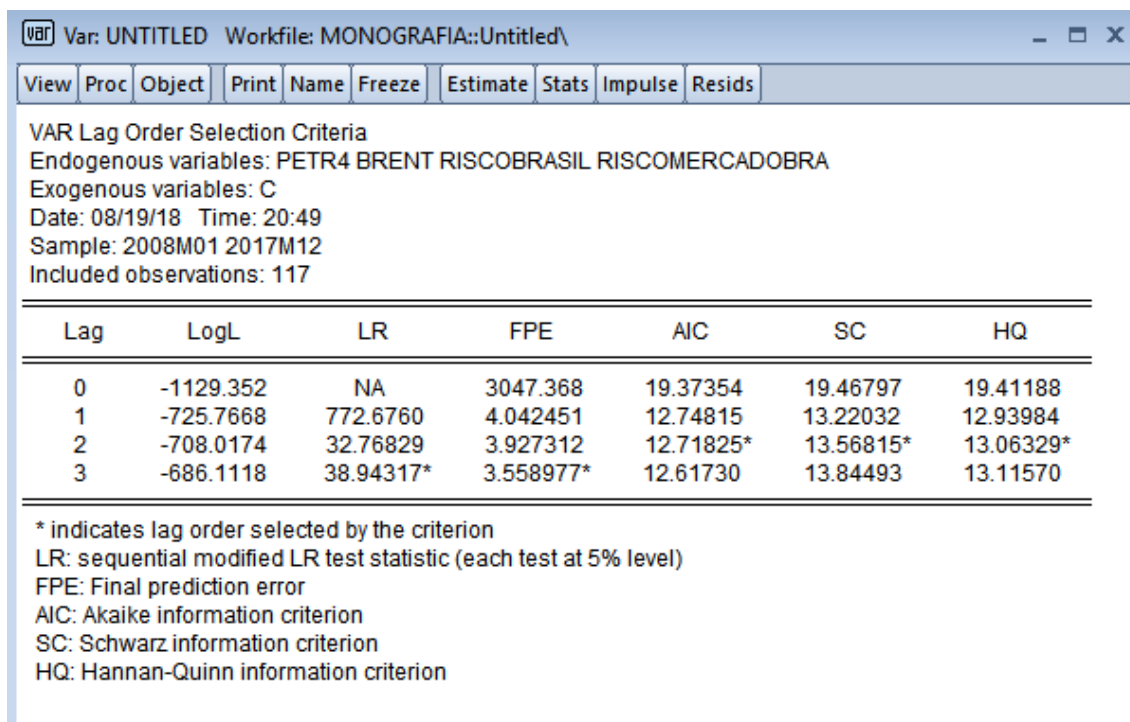 var Var: UNTITLED Workfile: MONOGRAFIA::Untitled\
View Proc Object Print Name Freeze Estimate Stats Impulse Resids
VAR Lag Order Selection Criteria
Endogenous variables: PETR4 BRENT RISCOBRASIL RISCOMERCADOBRA
Exogenous variables: C
Date: 08/19/18 Time: 20:49
Sample: 2008M01 2017M12
Included observations: 117
Lag LogL LR FPE AIC SC HQ
0 -1129.352 NA 3047.368 19.37354 19.46797 19.41188
1 -725.7668 772.6760 4.042451 12.74815 13.22032 12.93984
2 -708.0174 32.76829 3.927312 12.71825* 13.56815* 13.06329*
3 -686.1118 38.94317* 3.558977* 12.61730 13.84493 13.11570
* indicates lag order selected by the criterion
LR: sequential modified LR test statistic (each test at 5% level)
FPE: Final prediction error
AIC: Akaike information criterion
SC: Schwarz information criterion
HQ: Hannan-Quinn information criterion